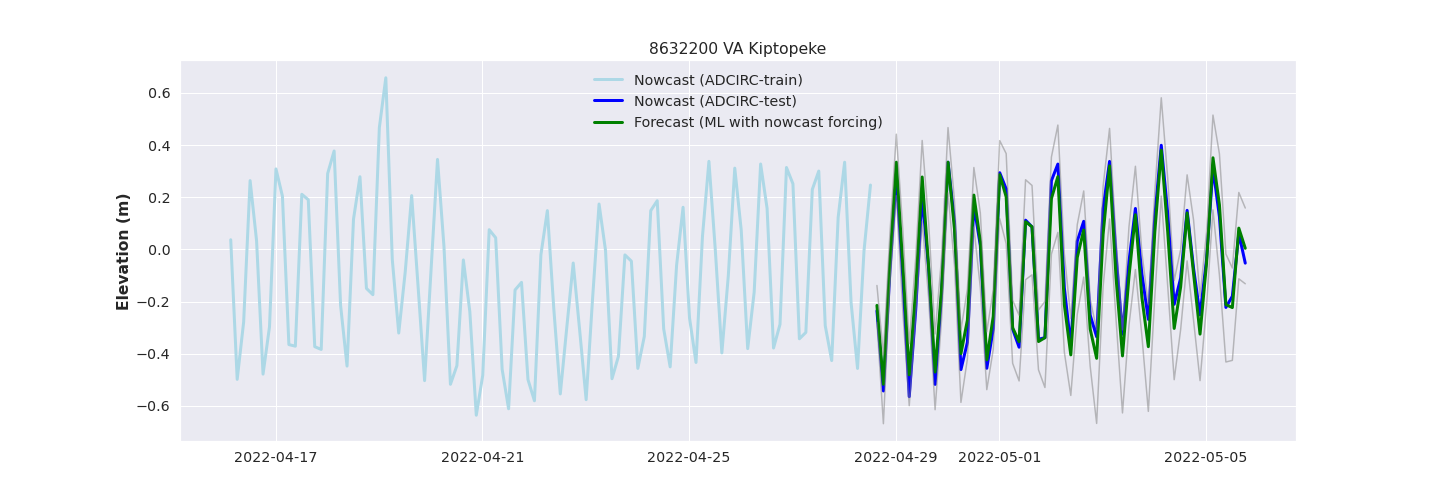 8632200 VA Kiptopeke
Nowcast (ADCIRC-train)
Nowcast (ADCIRC-test)
Forecast (ML with nowcast forcing)
Elevation (m)
0.6
0.4
0.2
0.0
−0.2
−0.4
−0.6
2022-04-17 2022-04-21 2022-04-25 2022-04-29 2022-05-01 2022-05-05